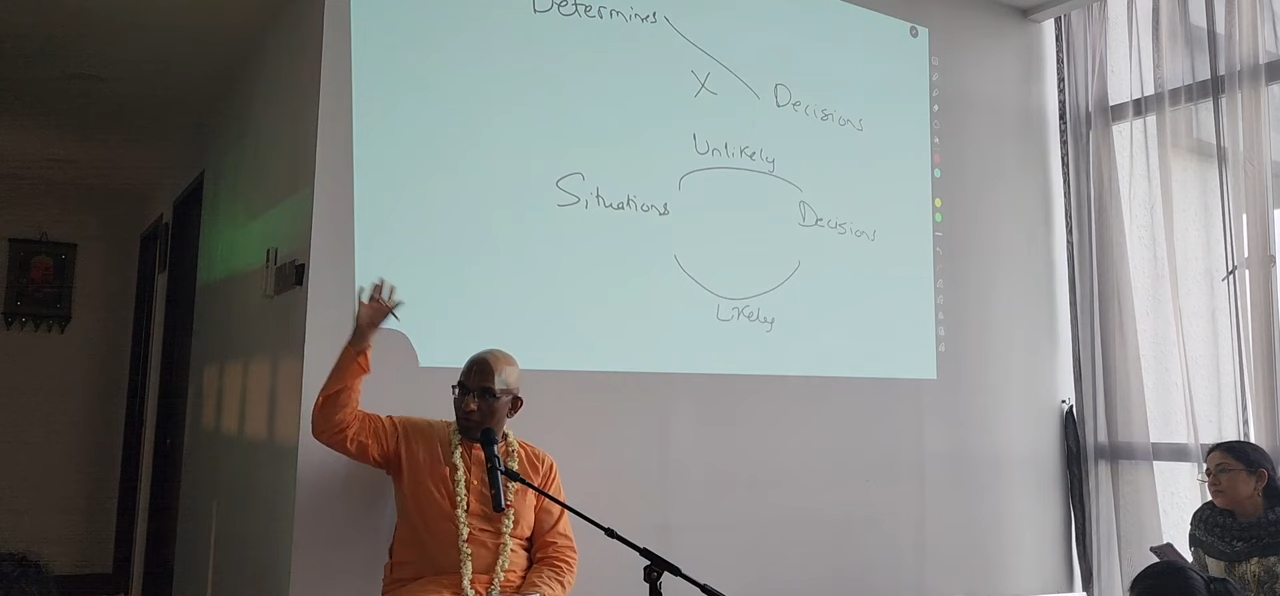 Determines
X
Decisions
Unlikely
Situations
Decisions
Likely